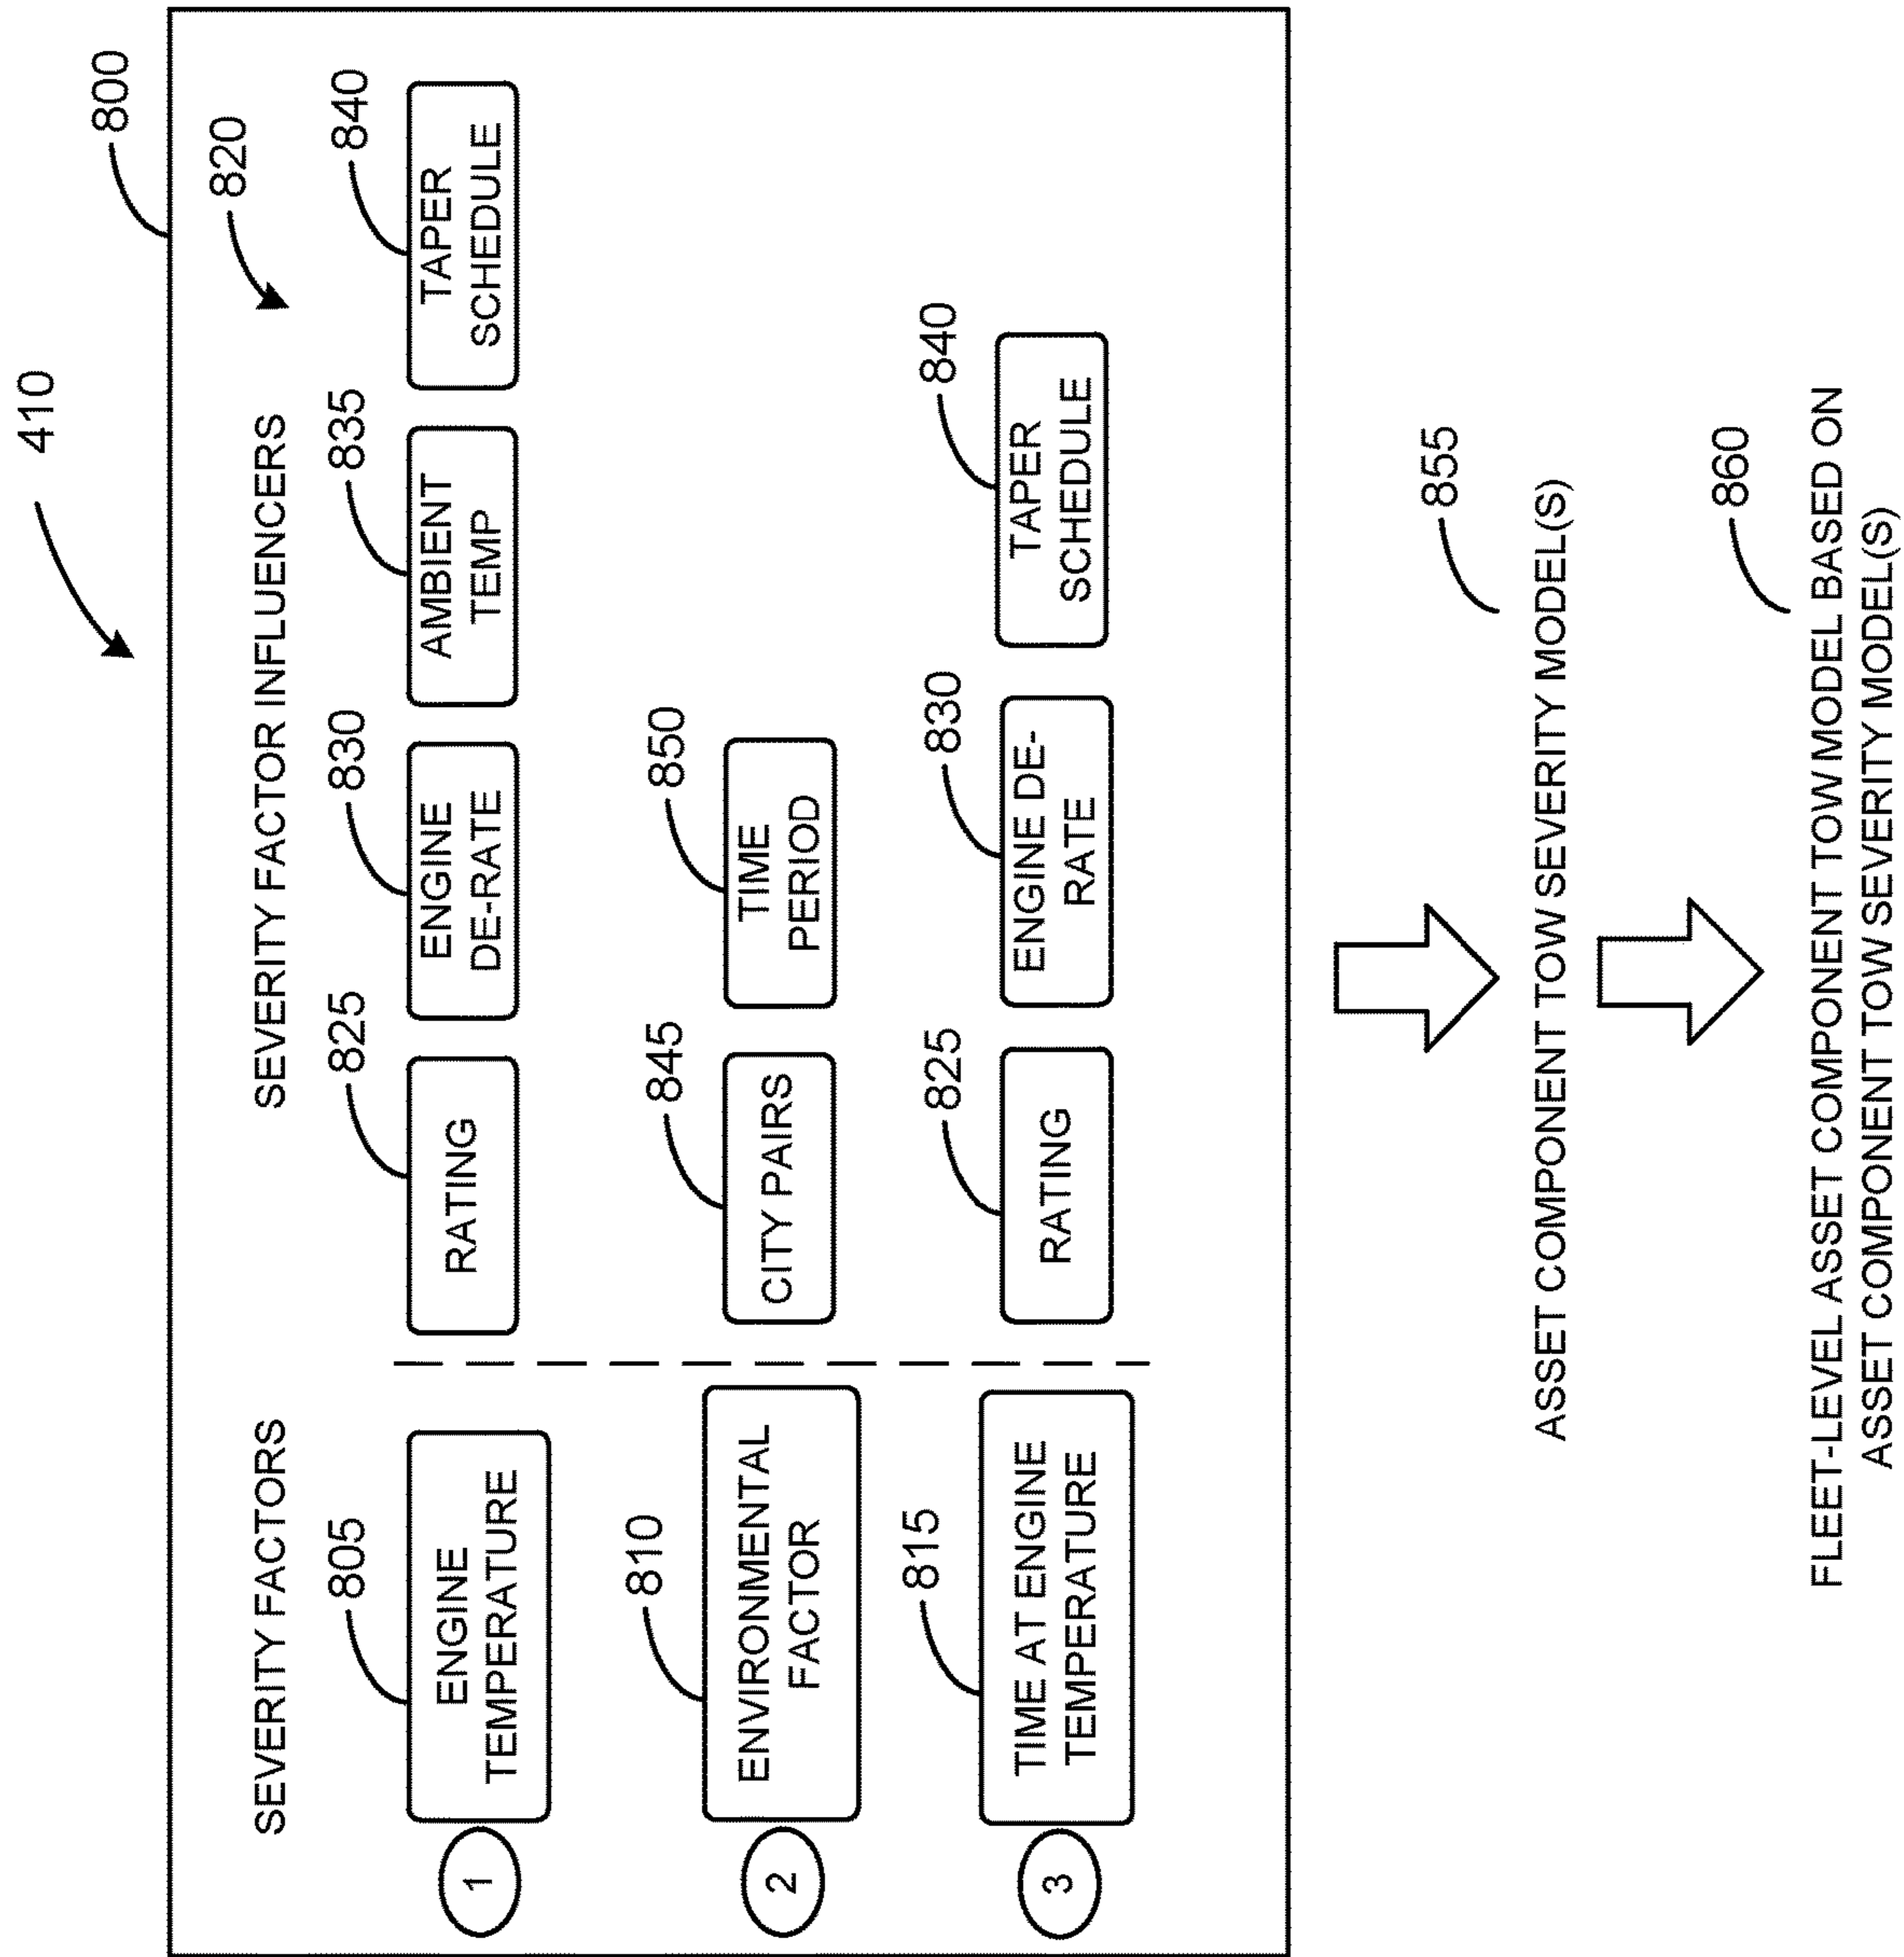 410
800
SEVERITY FACTORS
SEVERITY FACTOR INFLUENCERS
820
805
825
830
835
840
1
ENGINE
TEMPERATURE
RATING
ENGINE
DE-RATE
AMBIENT
TEMP
TAPER
SCHEDULE
810
845
850
2
ENVIRONMENTAL
FACTOR
CITY PAIRS
TIME
PERIOD
815
825
830
840
3
TIME AT ENGINE
TEMPERATURE
RATING
ENGINE DE-
RATE
TAPER
SCHEDULE
855
ASSET COMPONENT TOW SEVERITY MODEL(S)
860
FLEET-LEVEL ASSET COMPONENT TOW MODEL BASED ON
ASSET COMPONENT TOW SEVERITY MODEL(S)